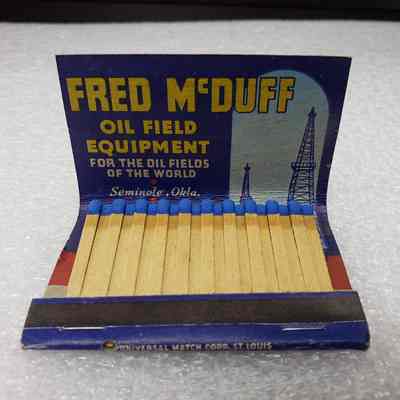 FRED McDUFF
OIL FIELD
EQUIPMENT
FOR THE OIL FIELDS
OF THE WORLD
Seminole, Okla.
UNIVERSAL MATCH CORP. ST. LOUIS